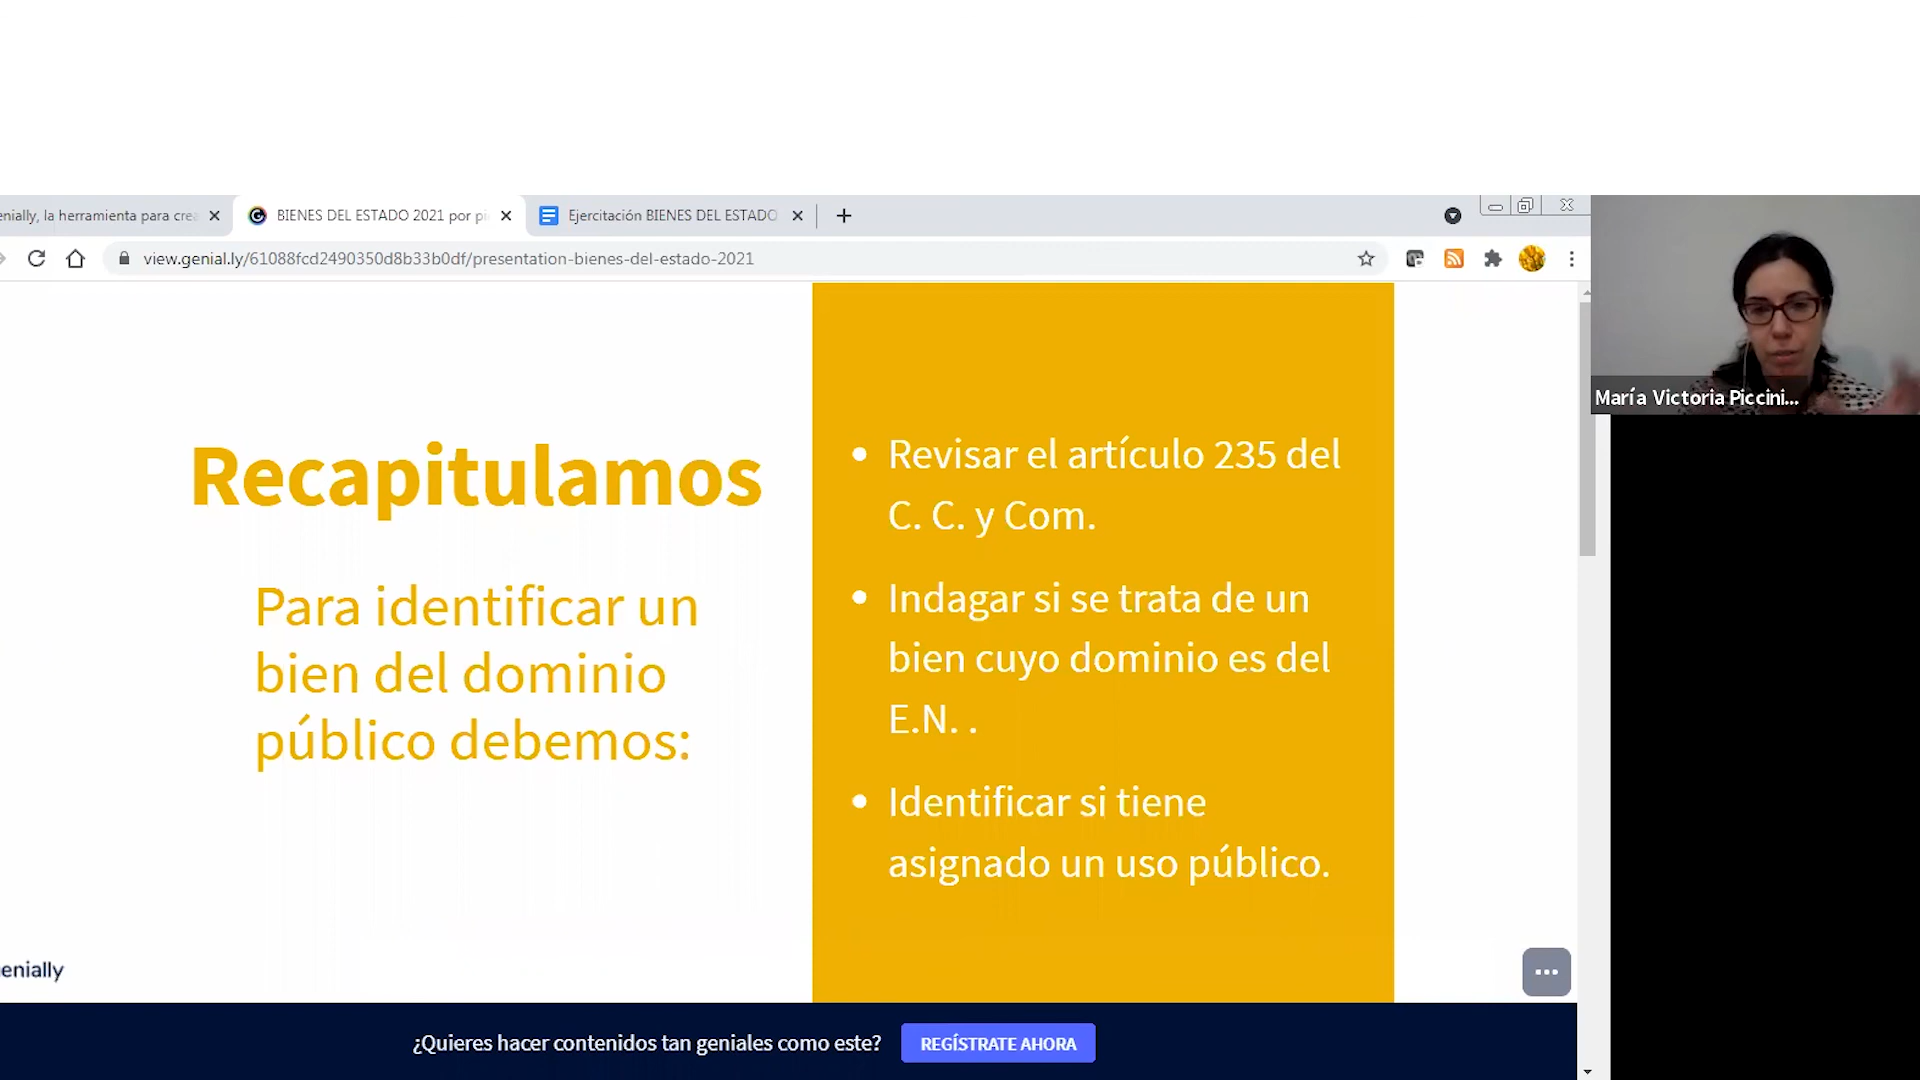 enially, la herramienta para crea
BIENES DEL ESTADO 2021 por pi
Ejercitación BIENES DEL ESTADO
view.genial.ly/61088fcd2490350d8b33b0df/presentation-bienes-del-estado-2021
María Victoria Piccini...
Recapitulamos
Para identificar un
bien del dominio
público debemos:
• Revisar el artículo 235 del
C. C. y Com.
• Indagar si se trata de un
bien cuyo dominio es del
E.N. .
• Identificar si tiene
asignado un uso público.
enially
¿Quieres hacer contenidos tan geniales como este?
REGÍSTRATE AHORA